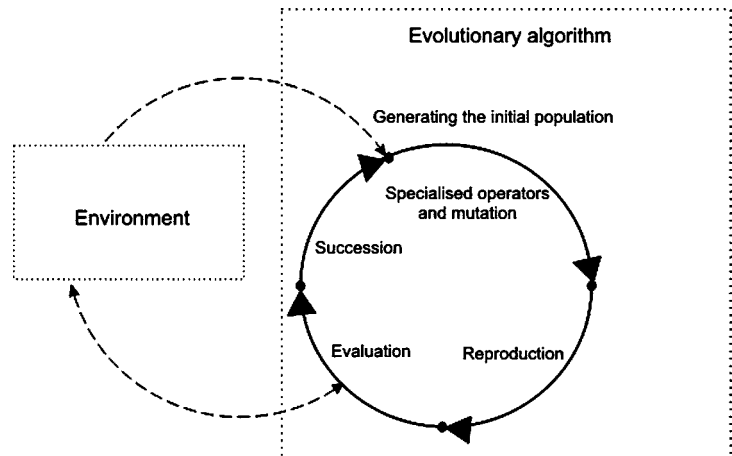 Evolutionary algorithm
Generating the initial population
Specialised operators
and mutation
Environment
Succession
Evaluation
Reproduction